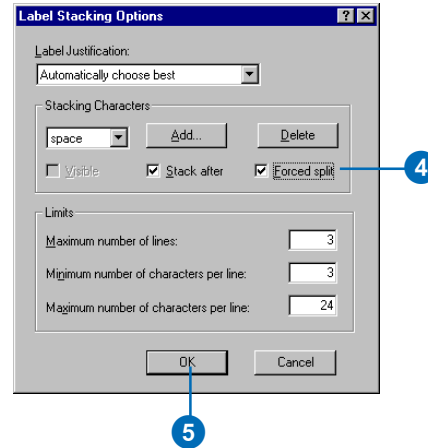 Label Stacking Options
Label Justification:
Automatically choose best
Stacking Characters
space Add... Delete
Visible Stack after Forced split 4
Limits
Maximum number of lines: 3
Minimum number of characters per line: 3
Maximum number of characters per line: 24
OK Cancel
5